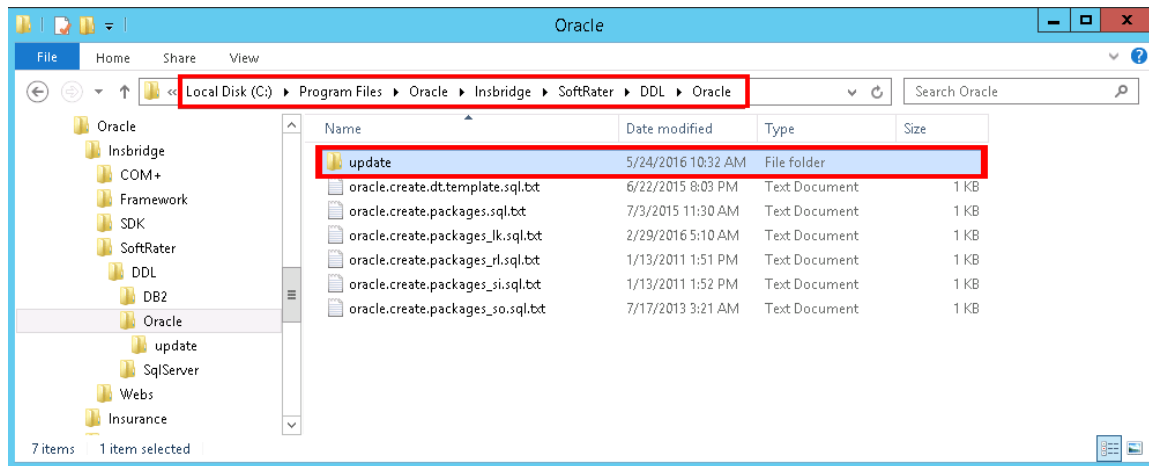 Oracle
File Home Share View
« Local Disk (C:) Program Files Oracle Insbridge SoftRater DDL Oracle
Search Oracle
Oracle
Insbridge
COM+
Framework
SDK
SoftRater
DDL
DB2
Oracle
update
SqlServer
Webs
Insurance
Name Date modified Type Size
update 5/24/2016 10:32 AM File folder
oracle.create.dt.template.sql.txt 6/22/2015 8:03 PM Text Document 1 KB
oracle.create.packages.sql.txt 7/3/2015 11:30 AM Text Document 1 KB
oracle.create.packages_lk.sql.txt 2/29/2016 5:10 AM Text Document 1 KB
oracle.create.packages_rl.sql.txt 1/13/2011 1:51 PM Text Document 1 KB
oracle.create.packages_si.sql.txt 1/13/2011 1:52 PM Text Document 1 KB
oracle.create.packages_so.sql.txt 7/17/2013 3:21 AM Text Document 1 KB
7 items 1 item selected